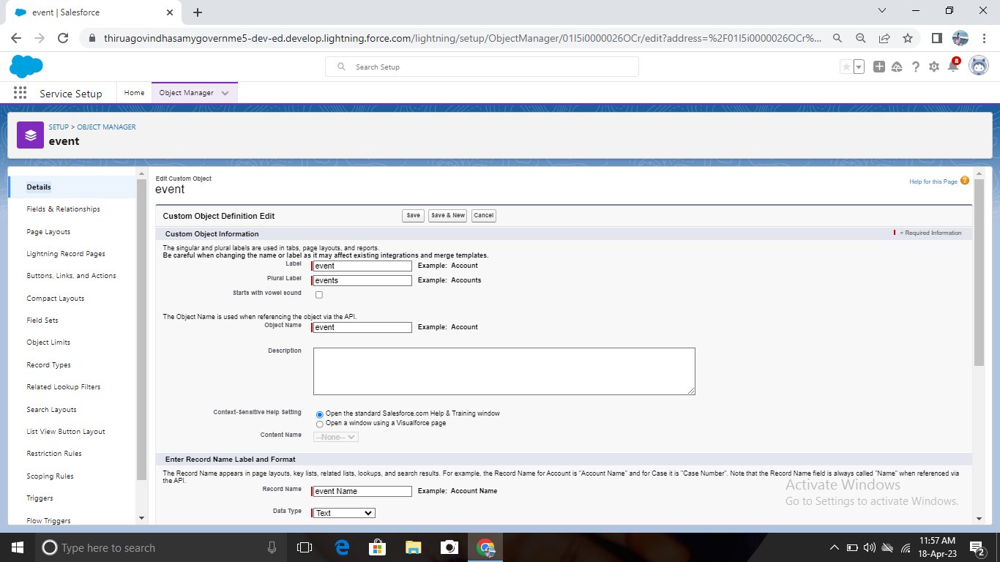 event | Salesforce
thiruagovindhasamygovernme5-dev-ed.develop.lightning.force.com/lightning/setup/ObjectManager/01I5i0000026OCr/edit?address=%2F01I5i0000026OCr%...
Search Setup
8
Service Setup
Home
Object Manager
SETUP > OBJECT MANAGER
event
Details
Fields & Relationships
Page Layouts
Lightning Record Pages
Buttons, Links, and Actions
Compact Layouts
Field Sets
Object Limits
Record Types
Related Lookup Filters
Search Layouts
List View Button Layout
Restriction Rules
Scoping Rules
Triggers
Flow Triggers
Edit Custom Object
event
Help for this Page ?
Custom Object Definition Edit
Save
Save & New
Cancel
Custom Object Information
= Required Information
The singular and plural labels are used in tabs, page layouts, and reports.
Be careful when changing the name or label as it may affect existing integrations and merge templates.
Label event Example: Account
Plural Label events Example: Accounts
Starts with vowel sound
The Object Name is used when referencing the object via the API.
Object Name event Example: Account
Description
Context-Sensitive Help Setting Open the standard Salesforce.com Help & Training window
Open a window using a Visualforce page
Content Name --None--
Enter Record Name Label and Format
The Record Name appears in page layouts, key lists, related lists, lookups, and search results. For example, the Record Name for Account is "Account Name" and for Case it is "Case Number". Note that the Record Name field is always called "Name" when referenced via
the API.
Record Name event Name Example: Account Name
Data Type Text
Activate Windows
Go to Settings to activate Windows.
Type here to search
11:57 AM
18-Apr-23
2